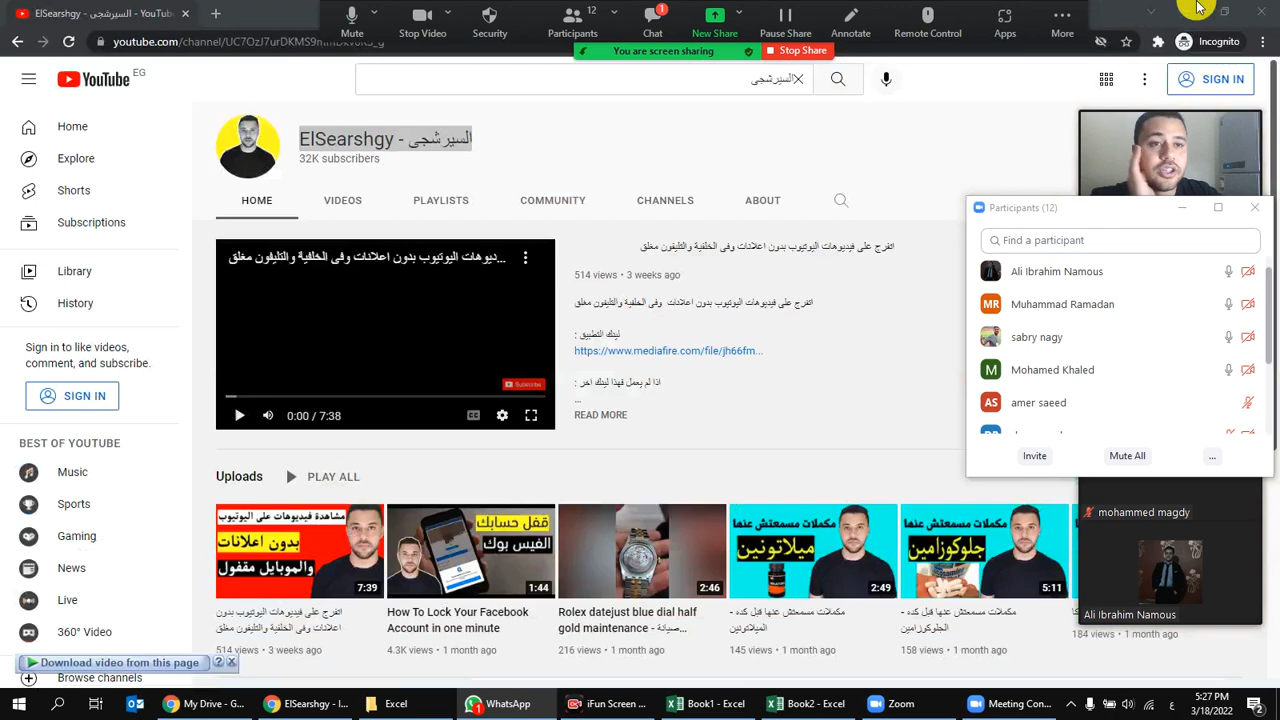 ElSearshgy - السيرشجى - YouTube
Mute
Stop Video
Security
12
Participants
1
Chat
New Share
Pause Share
Annotate
Remote Control
Apps
More
You are screen sharing
Stop Share
Incognito
YouTube EG
السيرشجى
SIGN IN
Home
Explore
Shorts
Subscriptions
Library
History
Sign in to like videos,
comment, and subscribe.
SIGN IN
BEST OF YOUTUBE
Music
Sports
Gaming
News
Live
360° Video
Browse channels
Download video from this page
ElSearshgy - السيرشجى
32K subscribers
HOME
VIDEOS
PLAYLISTS
COMMUNITY
CHANNELS
ABOUT
ديوهات اليوتيوب بدون اعلانات وفى الخلفية والتليفون مغلق...
Subscribe
0:00 / 7:38
اتفرج على فيديوهات اليوتيوب بدون اعلانات وفى الخلفية والتليفون مغلق
514 views • 3 weeks ago
اتفرج على فيديوهات اليوتيوب بدون اعلانات وفى الخلفية والتليفون مغلق
لينك التطبيق :
https://www.mediafire.com/file/jh66fm...
اذا لم يعمل فهذا لينك اخر :
...
READ MORE
Uploads
PLAY ALL
مشاهدة فيديوهات على اليوتيوب
بدون اعلانات
والموبايل مقفول
7:39
اتفرج على فيديوهات اليوتيوب بدون
اعلانات وفى الخلفية والتليفون مغلق
514 views • 3 weeks ago
قفل حسابك
الفيس بوك
1:44
How To Lock Your Facebook
Account in one minute
4.3K views • 1 month ago
2:46
Rolex datejust blue dial half
gold maintenance - صيانة...
216 views • 1 month ago
مكملات مسمعتش عنها
ميلاتونين
2:49
مكملات مسمعتش عنها قبل كده -
الميلاتونين
145 views • 1 month ago
مكملات مسمعتش عنها
جلوكوزامين
5:11
مكملات مسمعتش عنها قبل كده -
الجلوكوزامين
158 views • 1 month ago
184 views • 1 month ago
Participants (12)
Find a participant
Ali Ibrahim Namous
MR Muhammad Ramadan
sabry nagy
M Mohamed Khaled
AS amer saeed
Invite
Mute All
...
mohammed magdy
Ali Ibrahim Namous
My Drive - G...
ElSearshgy - ا...
Excel
WhatsApp
1
iFun Screen ...
Book1 - Excel
Book2 - Excel
Zoom
Meeting Con...
5:27 PM
3/18/2022
2